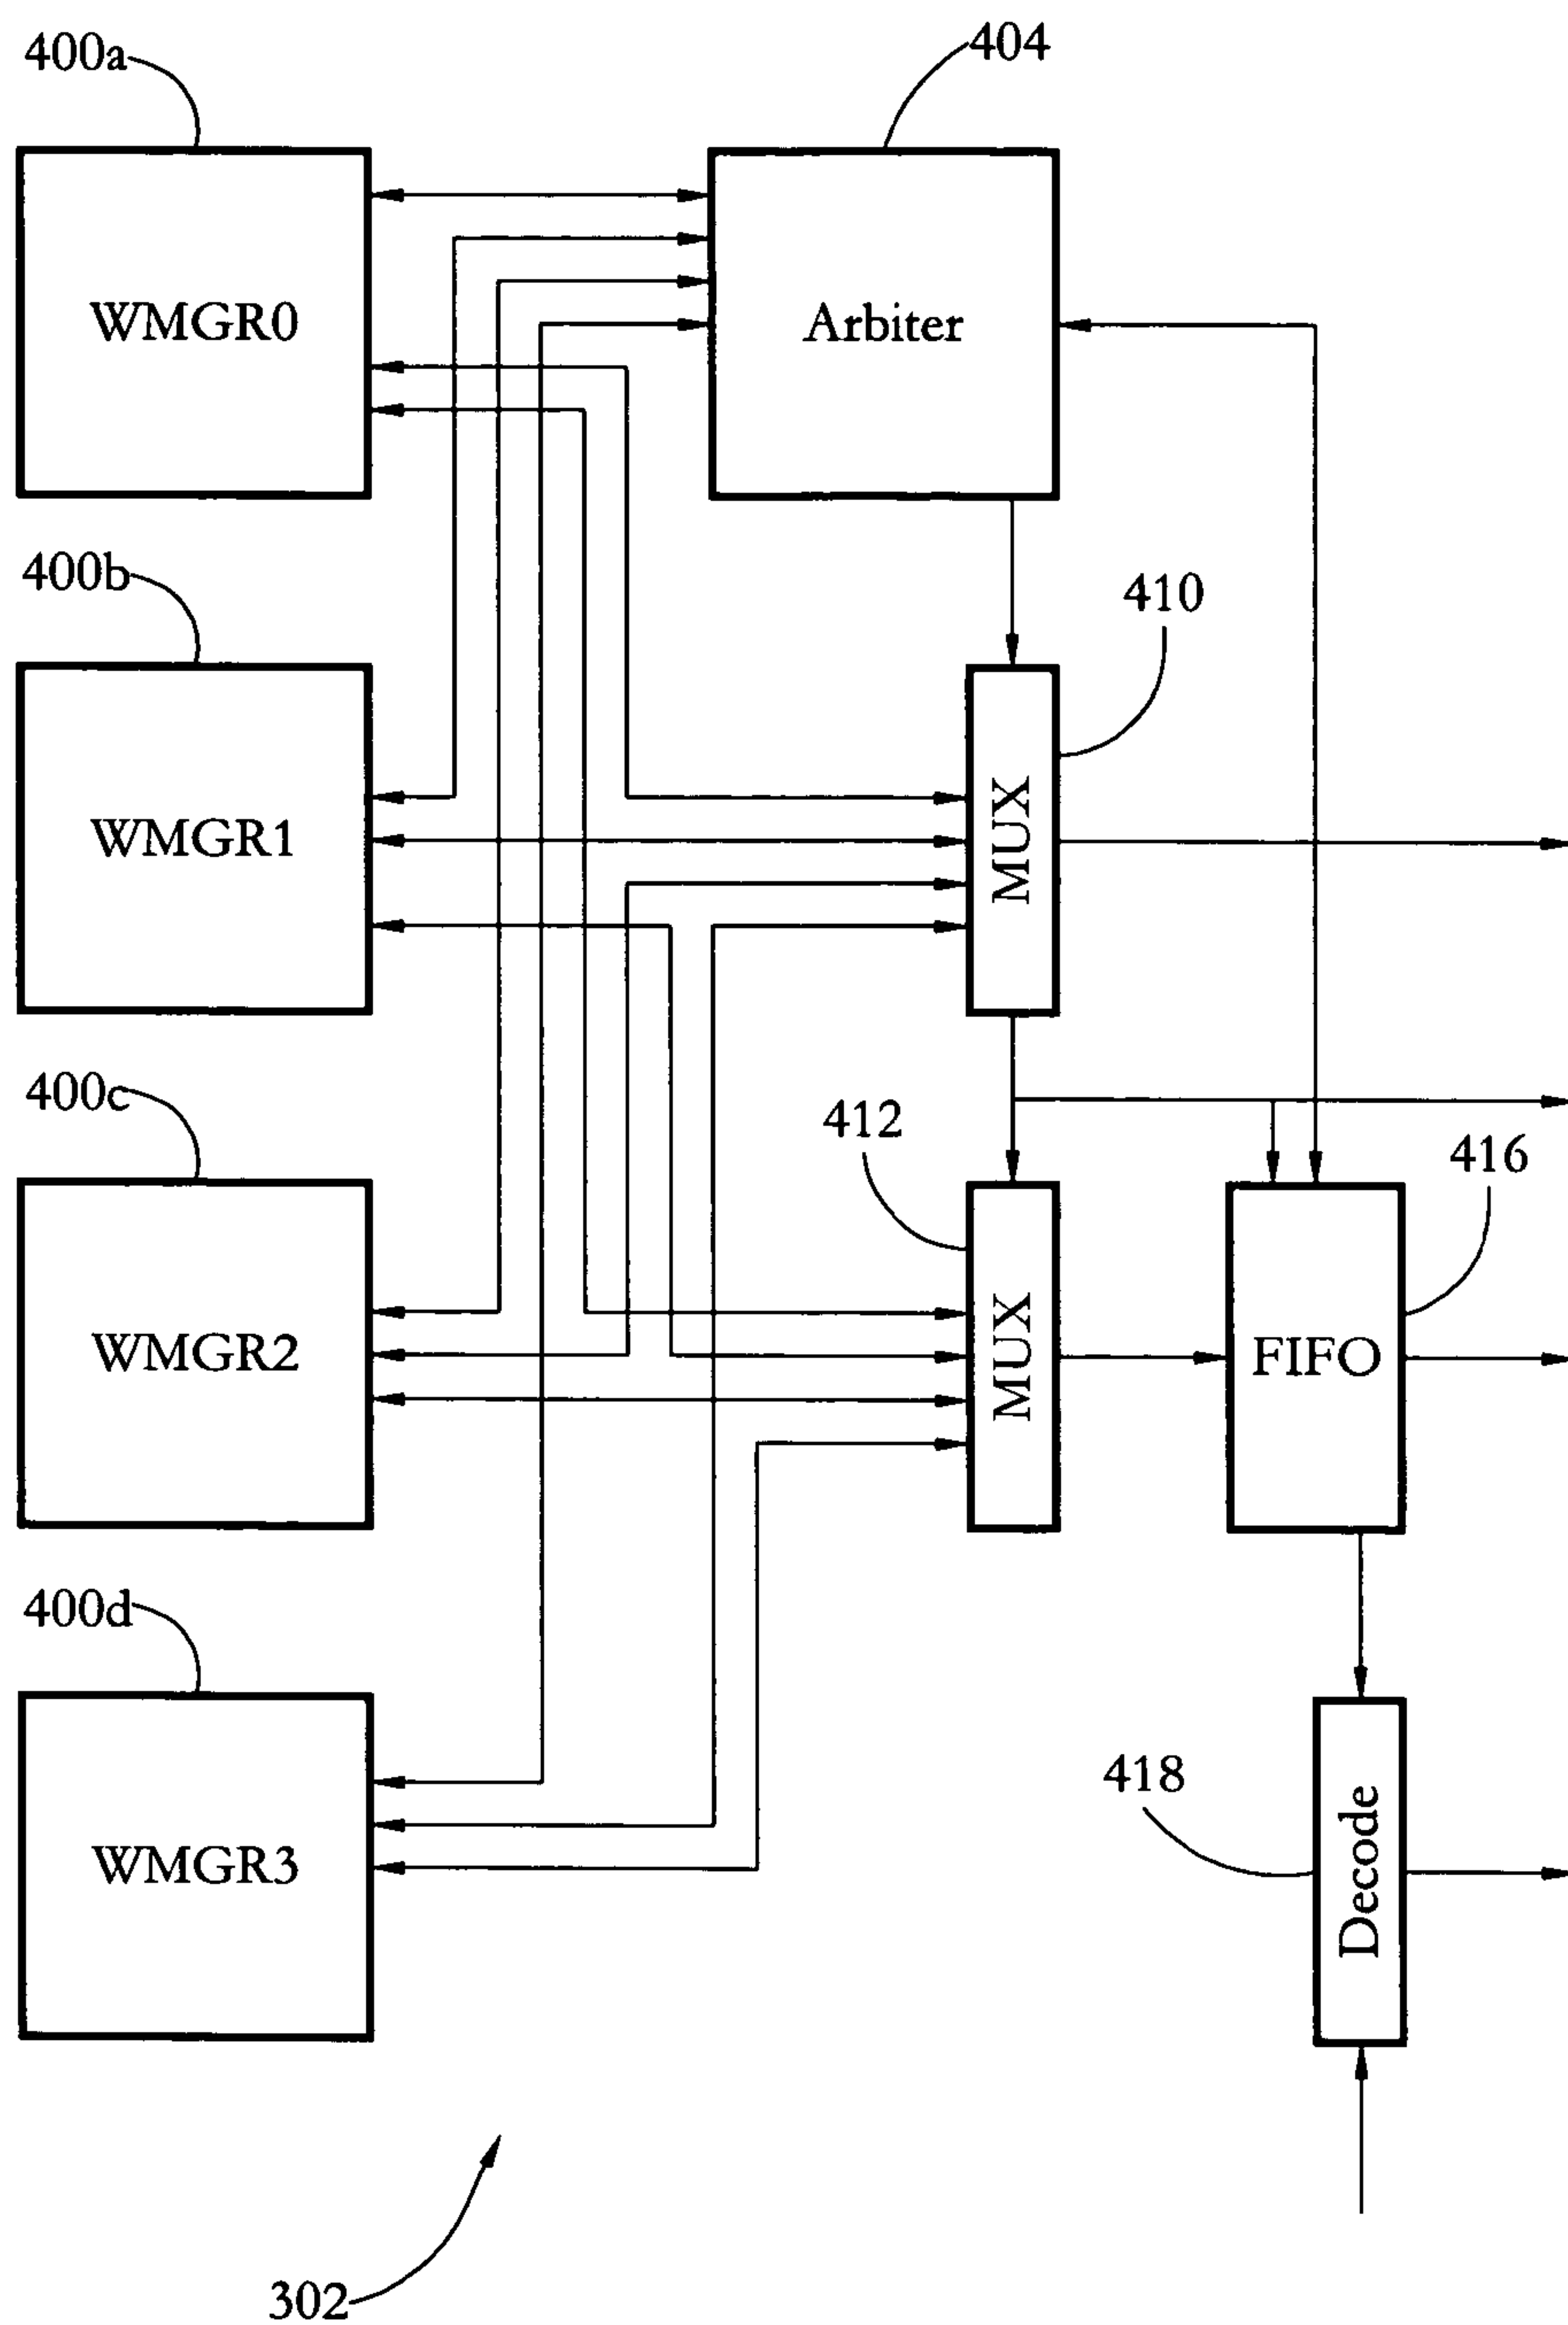 400a
404
WMGR0
Arbiter
400b
410
WMGR1
MUX
400c
412
416
WMGR2
MUX
FIFO
400d
418
WMGR3
Decode
302